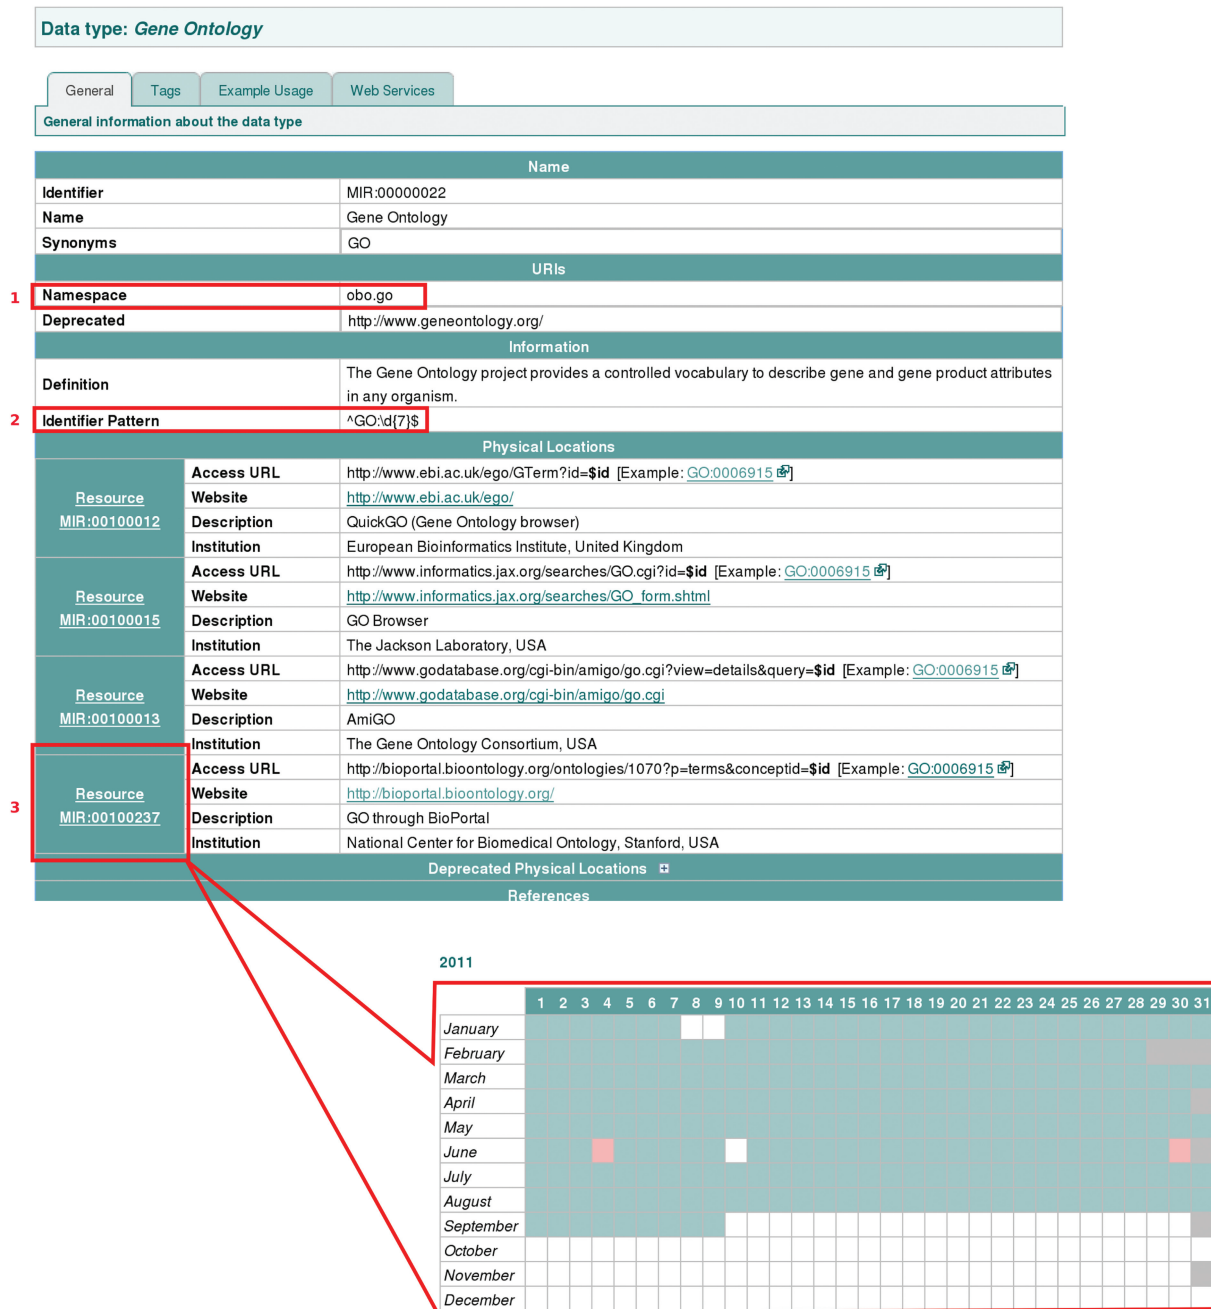 Data type: Gene Ontology
General Tags Example Usage Web Services
General information about the data type
Name
Identifier MIR:00000022
Name Gene Ontology
Synonyms GO
URIs
1 Namespace obo.go
Deprecated http://www.geneontology.org/
Information
Definition The Gene Ontology project provides a controlled vocabulary to describe gene and gene product attributes
in any organism.
2 Identifier Pattern ^GO:\d{7}$
Physical Locations
Resource MIR:00100012
Access URL http://www.ebi.ac.uk/ego/GTerm?id=$id [Example: GO:0006915]
Website http://www.ebi.ac.uk/ego/
Description QuickGO (Gene Ontology browser)
Institution European Bioinformatics Institute, United Kingdom
Resource MIR:00100015
Access URL http://www.informatics.jax.org/searches/GO.cgi?id=$id [Example: GO:0006915]
Website http://www.informatics.jax.org/searches/GO_form.shtml
Description GO Browser
Institution The Jackson Laboratory, USA
Resource MIR:00100013
Access URL http://www.godatabase.org/cgi-bin/amigo/go.cgi?view=details&query=$id [Example: GO:0006915]
Website http://www.godatabase.org/cgi-bin/amigo/go.cgi
Description AmiGO
Institution The Gene Ontology Consortium, USA
3 Resource MIR:00100237
Access URL http://bioportal.bioontology.org/ontologies/1070?p=terms&conceptid=$id [Example: GO:0006915]
Website http://bioportal.bioontology.org/
Description GO through BioPortal
Institution National Center for Biomedical Ontology, Stanford, USA
Deprecated Physical Locations
References
2011
1 2 3 4 5 6 7 8 9 10 11 12 13 14 15 16 17 18 19 20 21 22 23 24 25 26 27 28 29 30 31
January
February
March
April
May
June
July
August
September
October
November
December